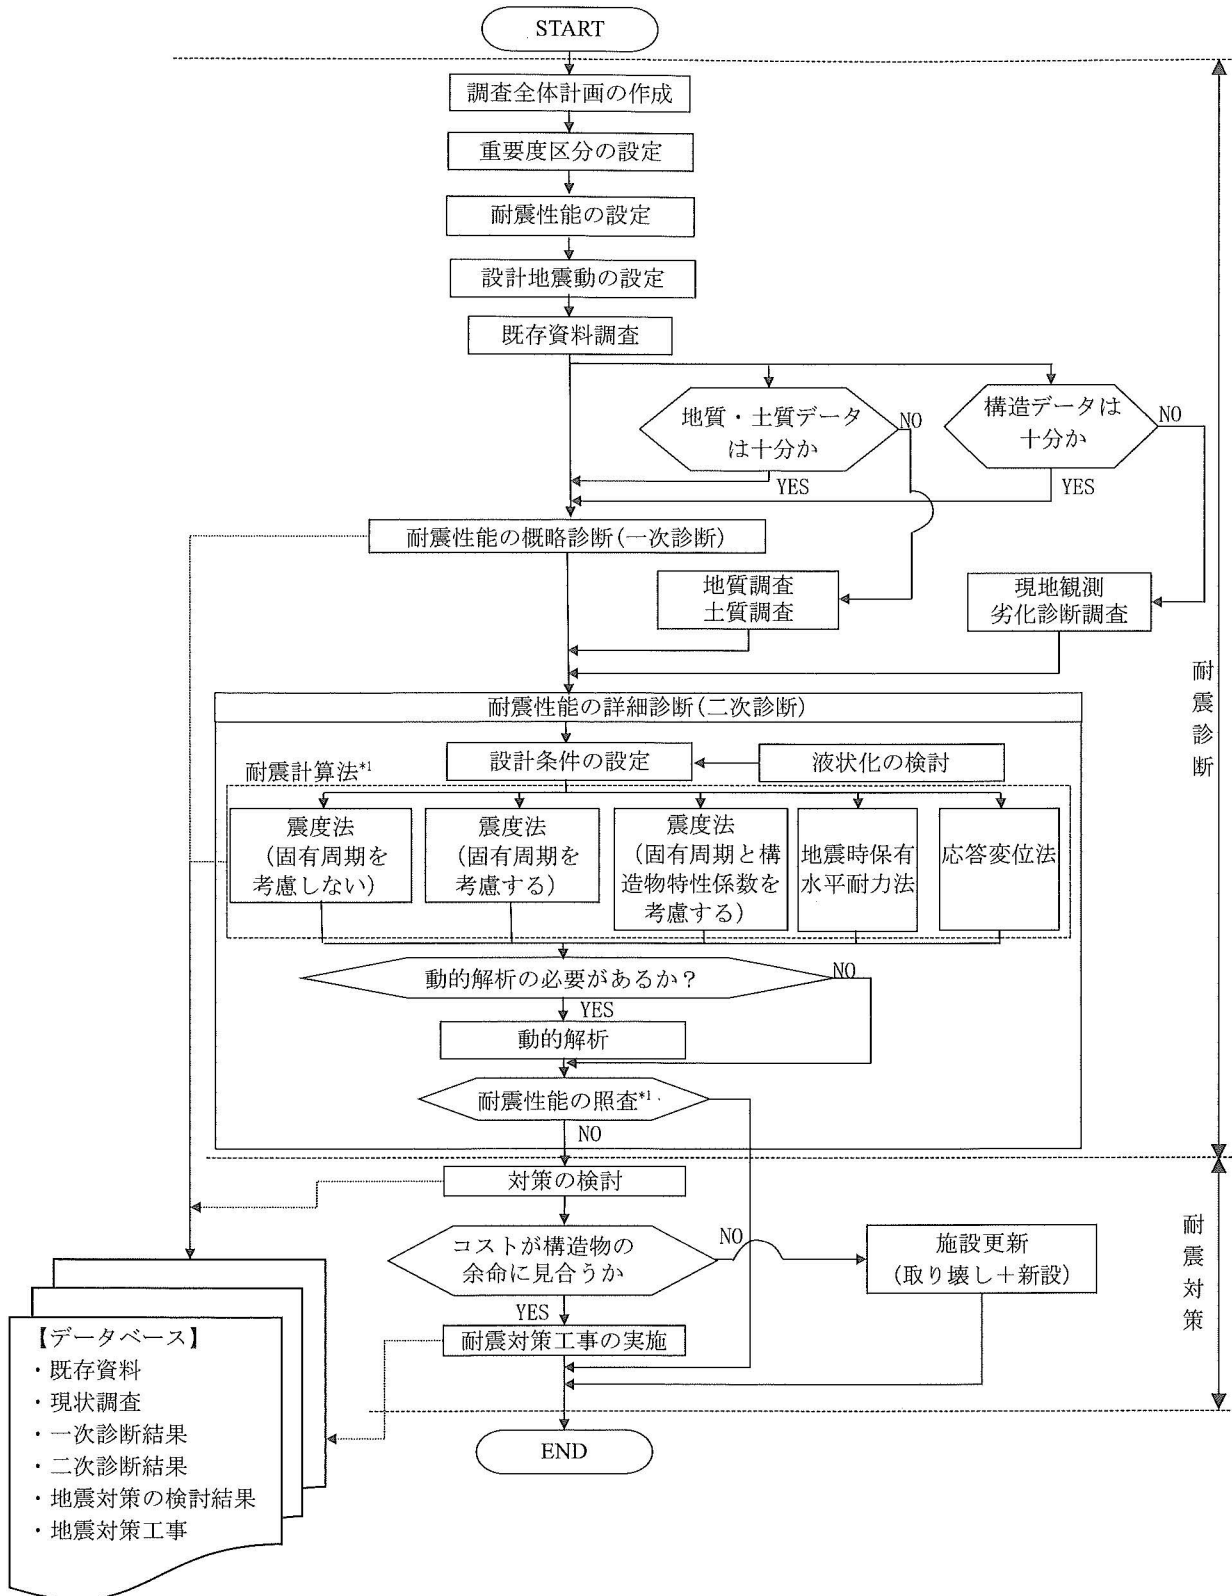 START
調査全体計画の作成
重要度区分の設定
耐震性能の設定
設計地震動の設定
既存資料調査
地質・土質データ
は十分か
NO
YES
構造データは
十分か
NO
YES
耐震性能の概略診断(一次診断)
地質調査
土質調査
現地観測
劣化診断調査
耐震診断
耐震性能の詳細診断(二次診断)
設計条件の設定
液状化の検討
耐震計算法*1
震度法
(固有周期を
考慮しない)
震度法
(固有周期を
考慮する)
震度法
(固有周期と構
造物特性係数を
考慮する)
地震時保有
水平耐力法
応答変位法
動的解析の必要があるか?
NO
YES
動的解析
耐震性能の照査*1
NO
対策の検討
コストが構造物の
余命に見合うか
NO
YES
施設更新
(取り壊し+新設)
耐震対策
耐震対策工事の実施
END
【データベース】
・既存資料
・現状調査
・一次診断結果
・二次診断結果
・地震対策の検討結果
・地震対策工事